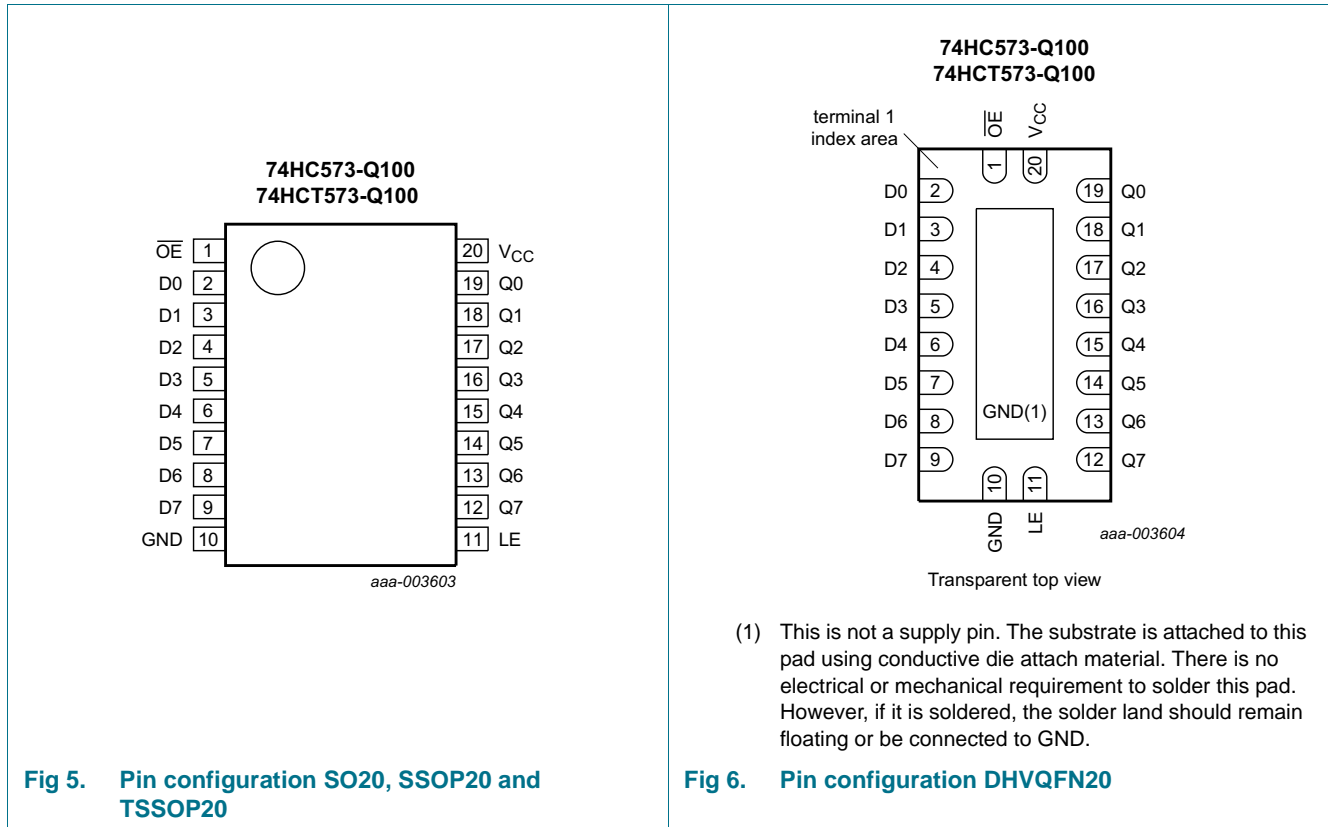 74HC573-Q100
74HCT573-Q100
OE 1 20 VCC
D0 2 19 Q0
D1 3 18 Q1
D2 4 17 Q2
D3 5 16 Q3
D4 6 15 Q4
D5 7 14 Q5
D6 8 13 Q6
D7 9 12 Q7
GND 10 11 LE
aaa-003603
Fig 5. Pin configuration SO20, SSOP20 and
TSSOP20
74HC573-Q100
74HCT573-Q100
terminal 1
index area
OE VCC
1 20
D0 2 19 Q0
D1 3 18 Q1
D2 4 17 Q2
D3 5 16 Q3
D4 6 15 Q4
D5 7 14 Q5
D6 8 GND(1) 13 Q6
D7 9 12 Q7
10 11
GND LE
aaa-003604
Transparent top view
(1) This is not a supply pin. The substrate is attached to this
pad using conductive die attach material. There is no
electrical or mechanical requirement to solder this pad.
However, if it is soldered, the solder land should remain
floating or be connected to GND.
Fig 6. Pin configuration DHVQFN20